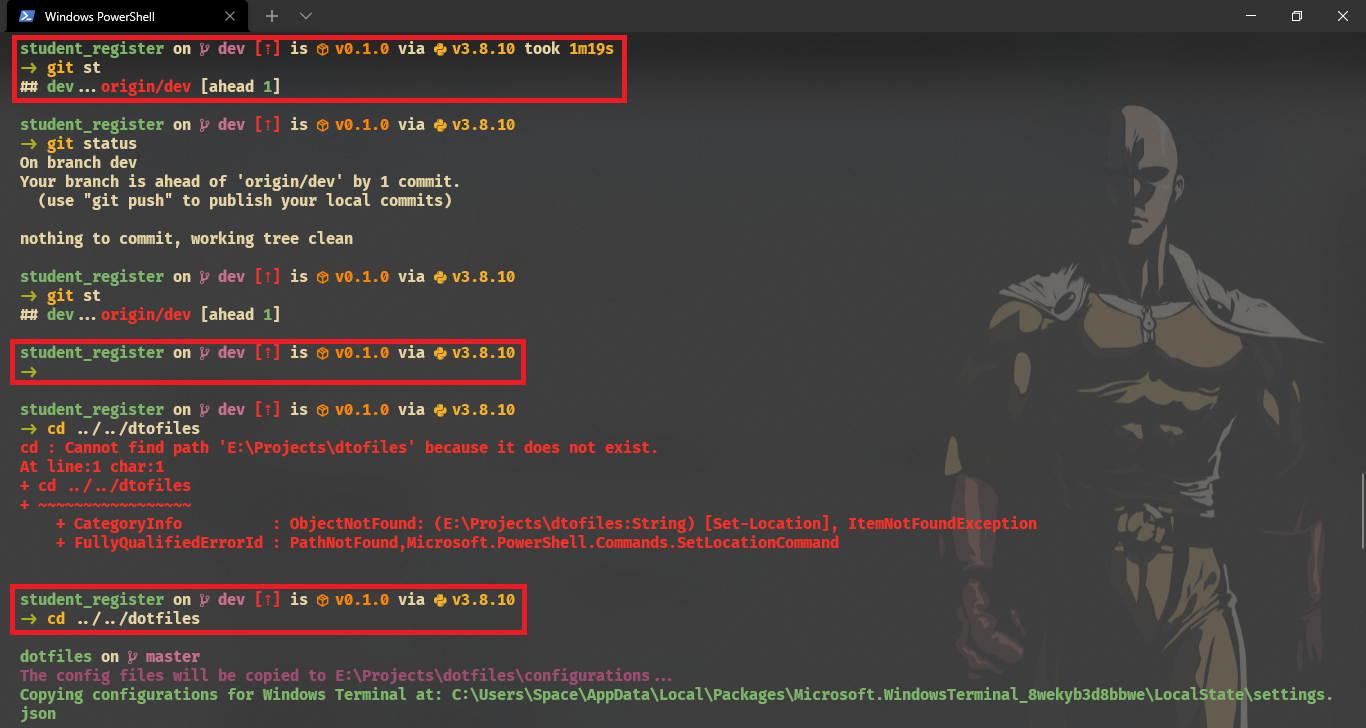 Windows PowerShell
student_register on dev [↑] is v0.1.0 via v3.8.10 took 1m19s
→ git st
## dev...origin/dev [ahead 1]
student_register on dev [↑] is v0.1.0 via v3.8.10
→ git status
On branch dev
Your branch is ahead of 'origin/dev' by 1 commit.
(use "git push" to publish your local commits)
nothing to commit, working tree clean
student_register on dev [↑] is v0.1.0 via v3.8.10
→ git st
## dev...origin/dev [ahead 1]
student_register on dev [↑] is v0.1.0 via v3.8.10
→
student_register on dev [↑] is v0.1.0 via v3.8.10
→ cd ../../dtofiles
cd : Cannot find path 'E:\Projects\dtofiles' because it does not exist.
At line:1 char:1
+ cd ../../dtofiles
+ ~~~~~~~~~~~~~~~~~
+ CategoryInfo          : ObjectNotFound: (E:\Projects\dtofiles:String) [Set-Location], ItemNotFoundException
+ FullyQualifiedErrorId : PathNotFound,Microsoft.PowerShell.Commands.SetLocationCommand
student_register on dev [↑] is v0.1.0 via v3.8.10
→ cd ../../dotfiles
dotfiles on master
The config files will be copied to E:\Projects\dotfiles\configurations...
Copying configurations for Windows Terminal at: C:\Users\Space\AppData\Local\Packages\Microsoft.WindowsTerminal_8wekyb3d8bbwe\LocalState\settings.
json